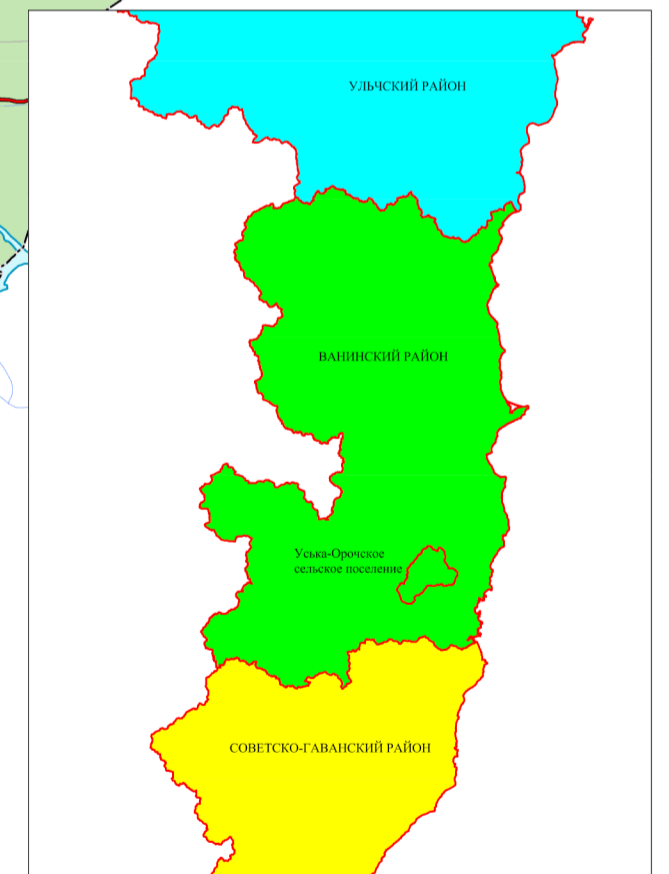 УЛЬЧСКИЙ РАЙОН
ВАНИНСКИЙ РАЙОН
Уська-Орочское
сельское поселение
СОВЕТСКО-ГАВАНСКИЙ РАЙОН